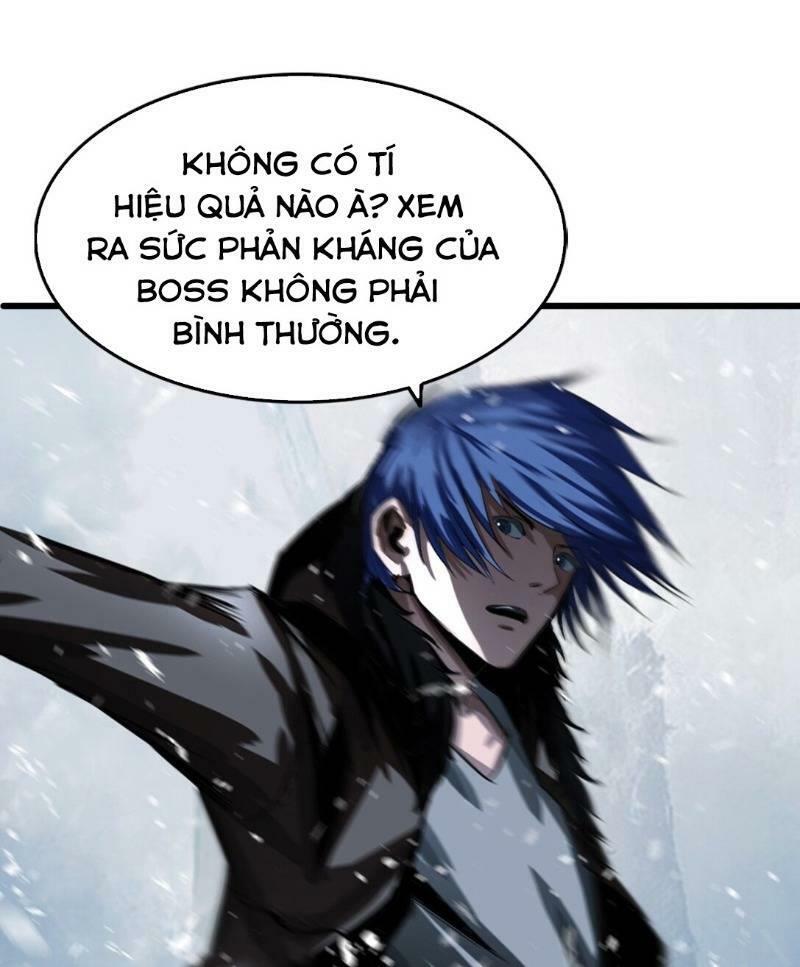 KHÔNG CÓ TÍ
HIỆU QUẢ NÀO À? XEM
RA SỨC PHẢN KHÁNG CỦA
BOSS KHÔNG PHẢI
BÌNH THƯỜNG.